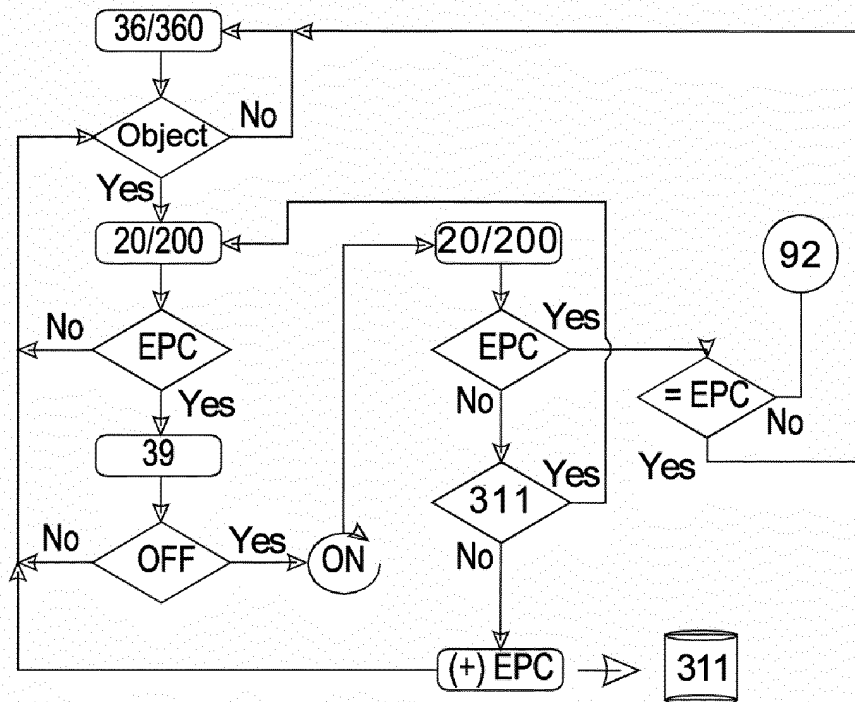 36/360
Object
No
Yes
20/200
20/200
92
No
EPC
EPC
Yes
= EPC
No
Yes
No
Yes
39
311
Yes
No
OFF
Yes
ON
No
(+) EPC
311